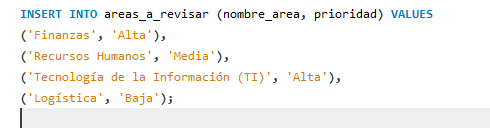 INSERT INTO areas_a_revisar (nombre_area, prioridad) VALUES
('Finanzas', 'Alta'),
('Recursos Humanos', 'Media'),
('Tecnología de la Información (TI)', 'Alta'),
('Logística', 'Baja');